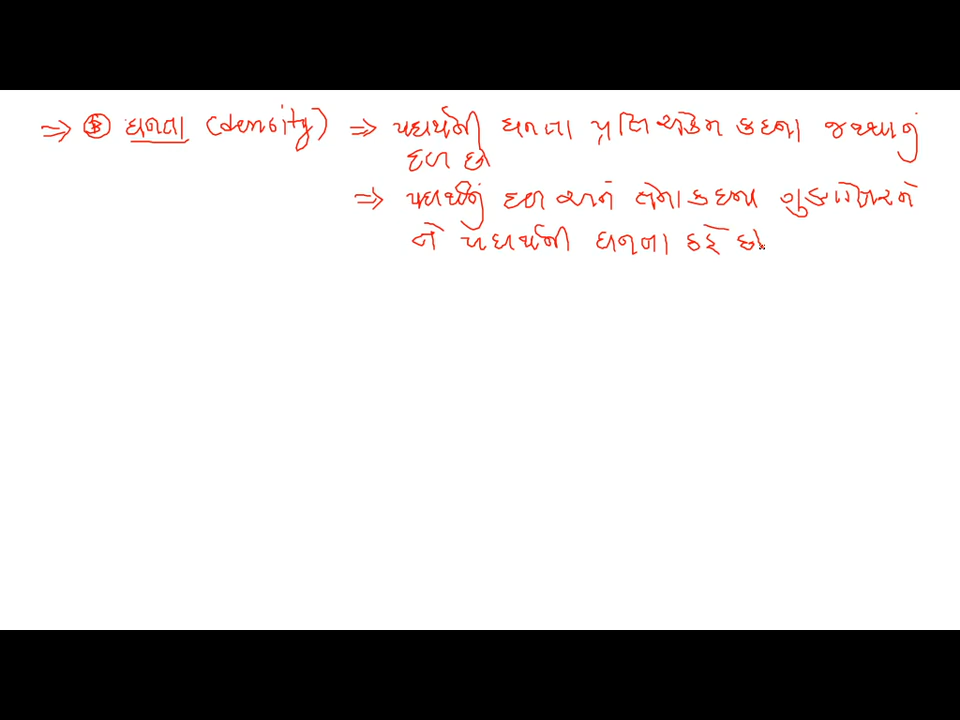 ⇒ * ઘનતા (density) ⇒ પદાર્થની ઘનતા પ્રતિ એકમ કદના જથ્થાનું
દળ છે
⇒ પદાર્થનું દળ અને તેના કદના ગુણોત્તરને
તે પદાર્થની ઘનતા કહે છે.